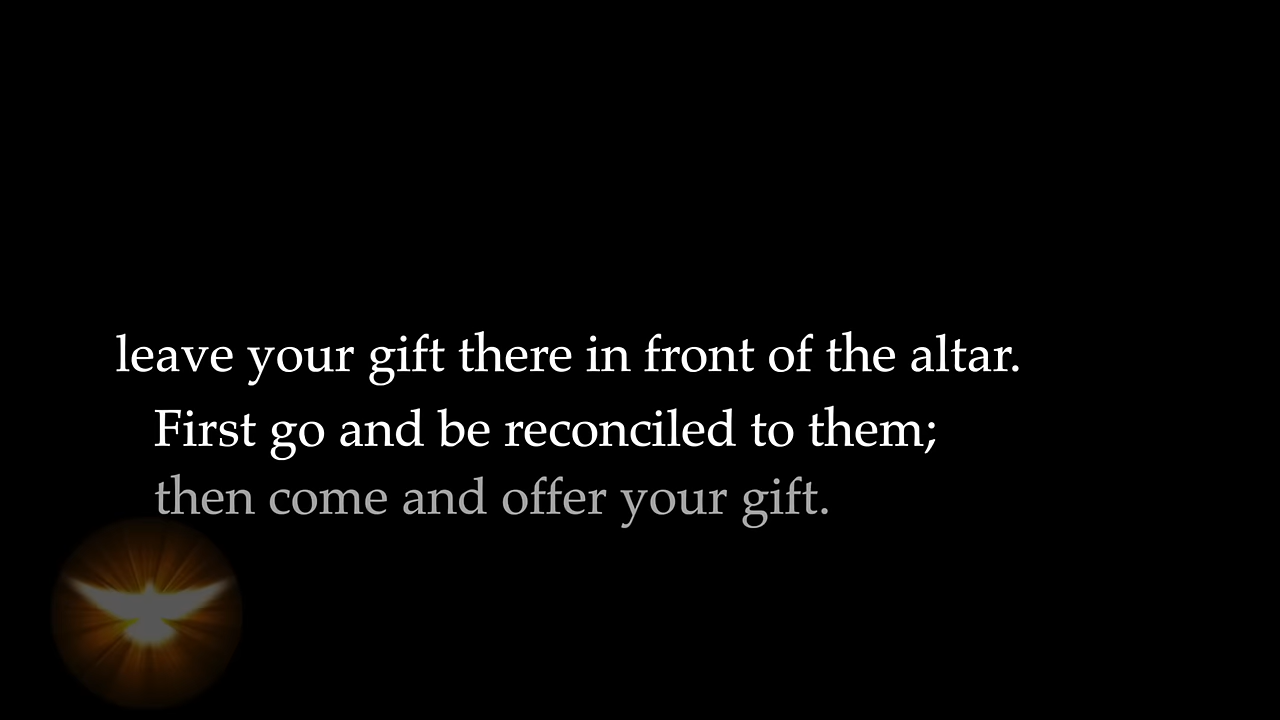 leave your gift there in front of the altar.
First go and be reconciled to them;
then come and offer your gift.